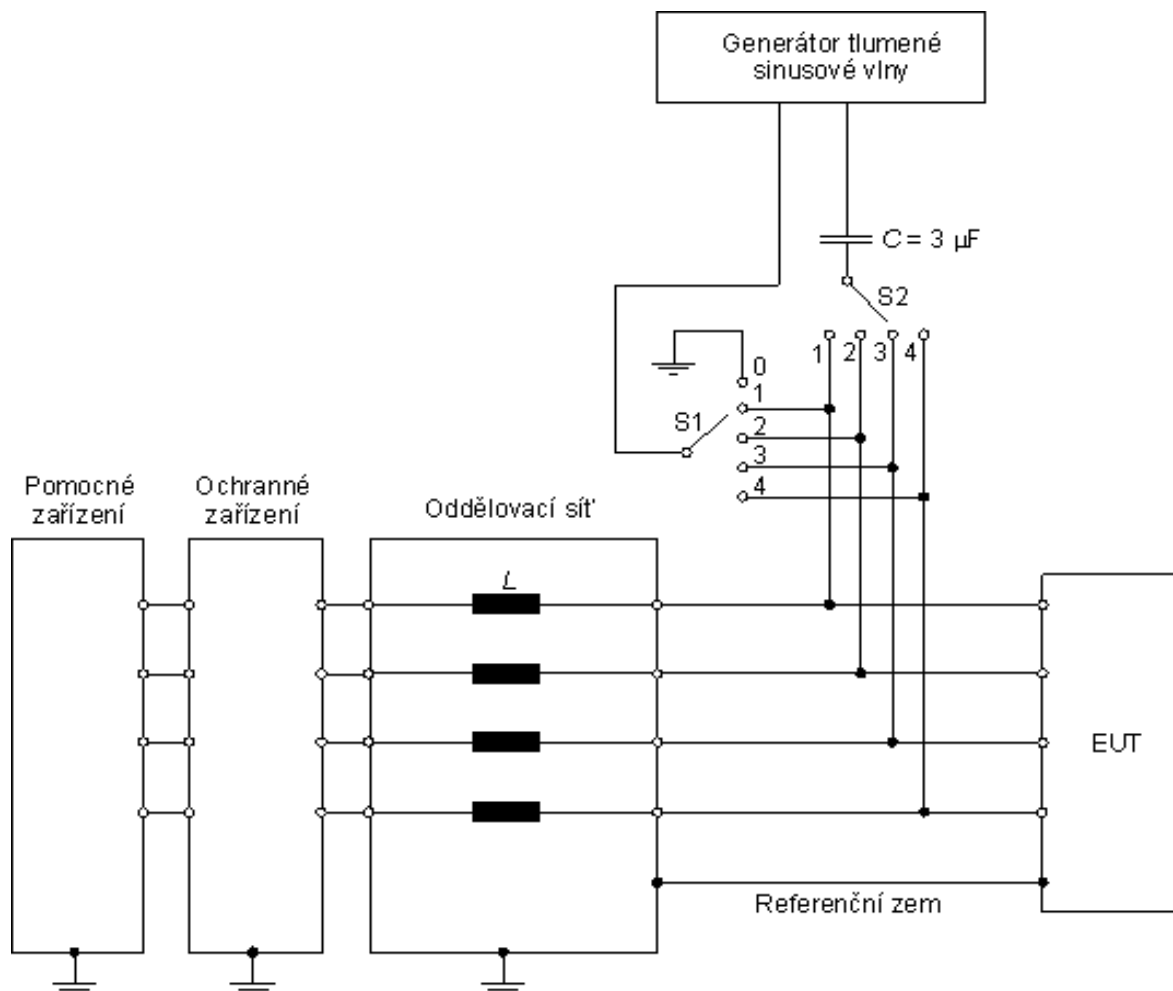 Generátor tlumené
sinusové vlny
C = 3 µF
S2
1 2 3 4
0
1
S1
2
3
4
Pomocné
zařízení
Ochranné
zařízení
Oddělovací síť
L
EUT
Referenční zem